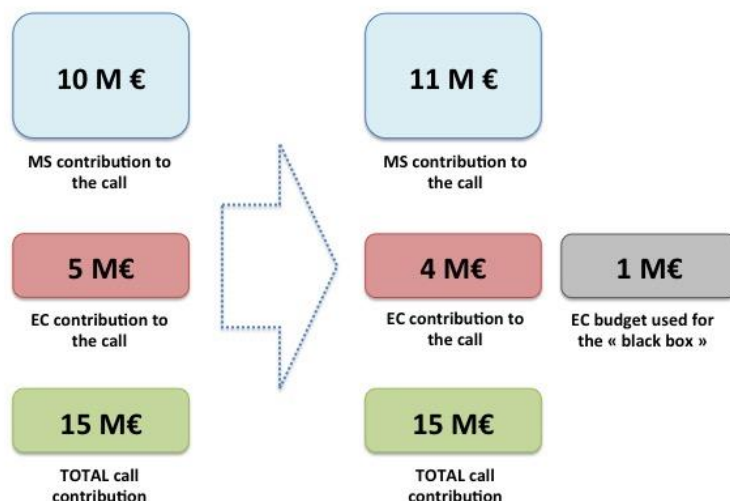 10 M €
MS contribution to
the call
5 M€
EC contribution to
the call
15 M€
TOTAL call
contribution
11 M €
MS contribution to
the call
4 M€
EC contribution to
the call
1 M€
EC budget used for
the « black box »
15 M€
TOTAL call
contribution